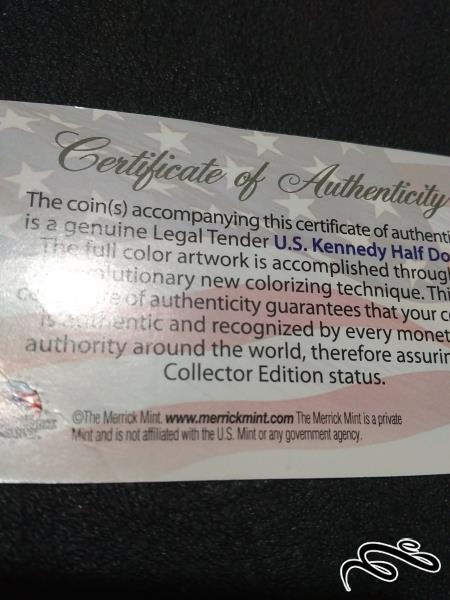 Certificate of Authenticity
The coin(s) accompanying this certificate of authenti
is a genuine Legal Tender U.S. Kennedy Half Do
The full color artwork is accomplished throug
lutionary new colorizing technique. Thi
of authenticity guarantees that your c
is authentic and recognized by every monet
authority around the world, therefore assurin
Collector Edition status.
©The Merrick Mint. www.merrickmint.com The Merrick Mint is a private
Mint and is not affiliated with the U.S. Mint or any government agency.